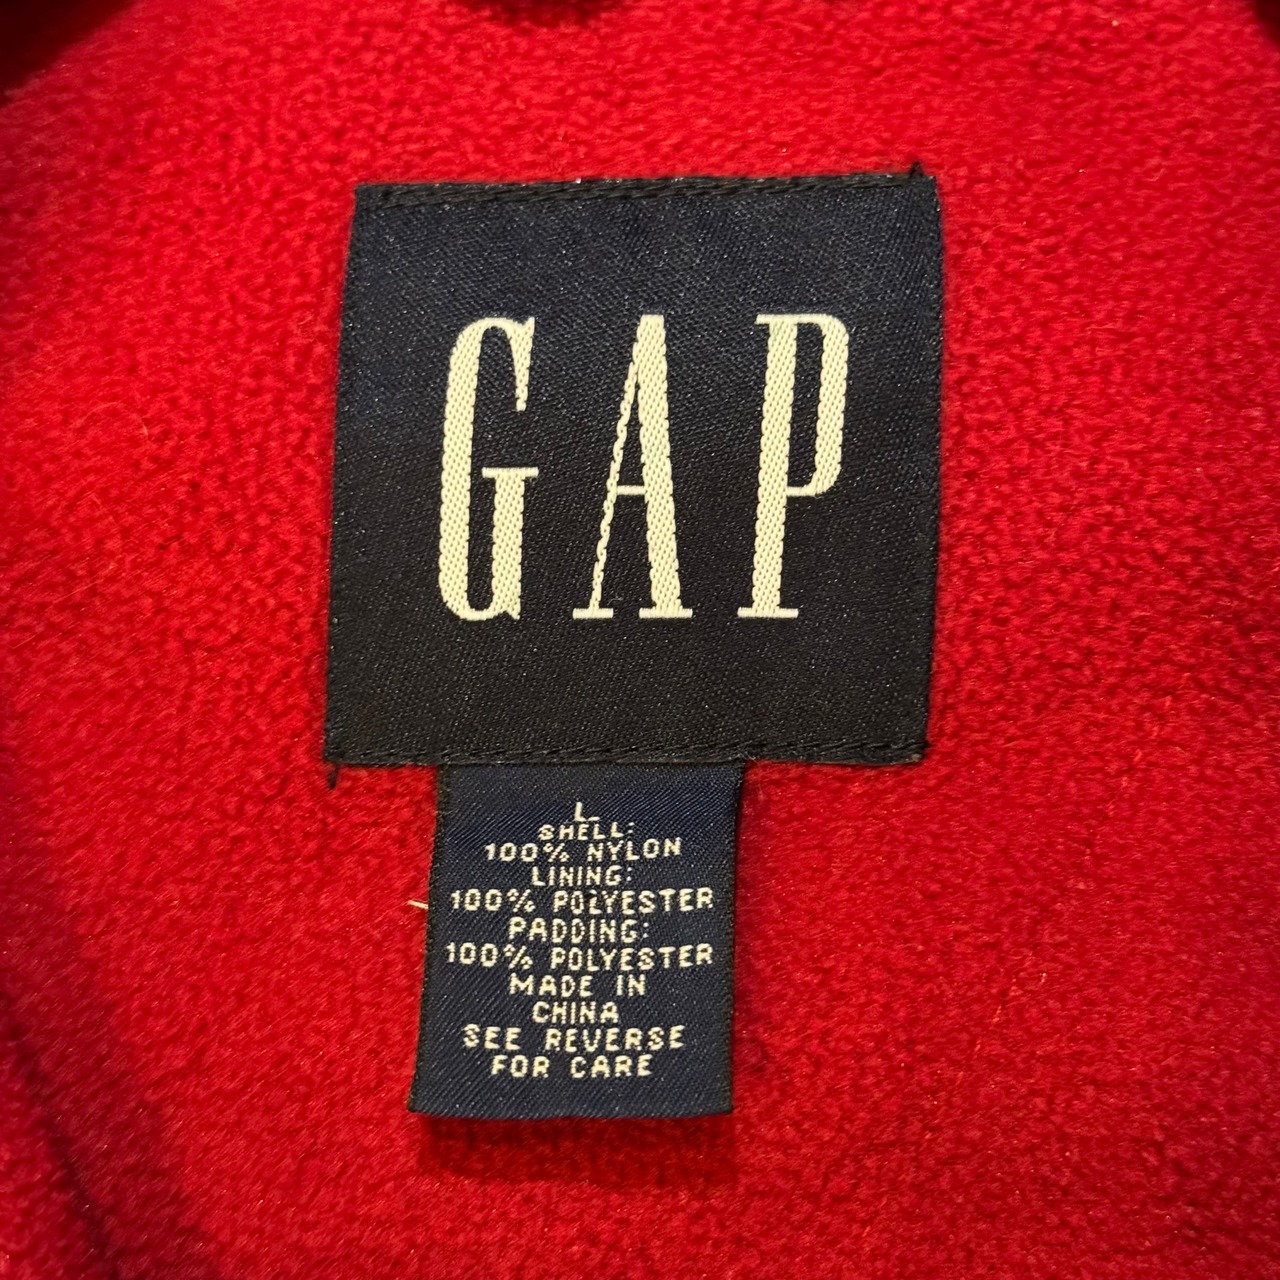 GAP
L
SHELL:
100% NYLON
LINING:
100% POLYESTER
PADDING:
100% POLYESTER
MADE IN
CHINA
SEE REVERSE
FOR CARE